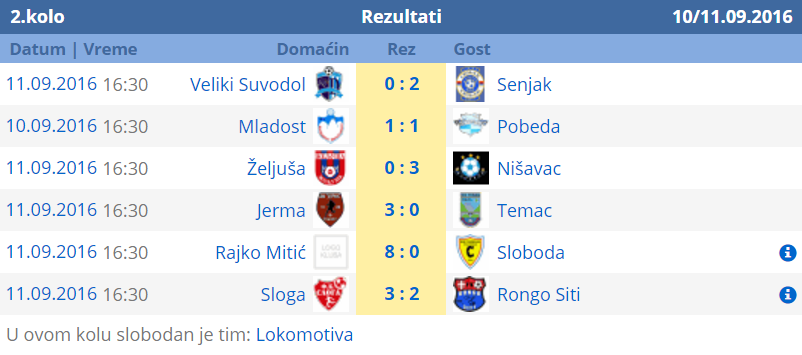 2.kolo Rezultati 10/11.09.2016
Datum | Vreme Domaćin Rez Gost
11.09.2016 16:30 Veliki Suvodol 0 : 2 Senjak
10.09.2016 16:30 Mladost 1 : 1 Pobeda
11.09.2016 16:30 Željuša 0 : 3 Nišavac
11.09.2016 16:30 Jerma 3 : 0 Temac
11.09.2016 16:30 Rajko Mitić LOGO KLUBA 8 : 0 Sloboda
11.09.2016 16:30 Sloga 3 : 2 Rongo Siti
U ovom kolu slobodan je tim: Lokomotiva